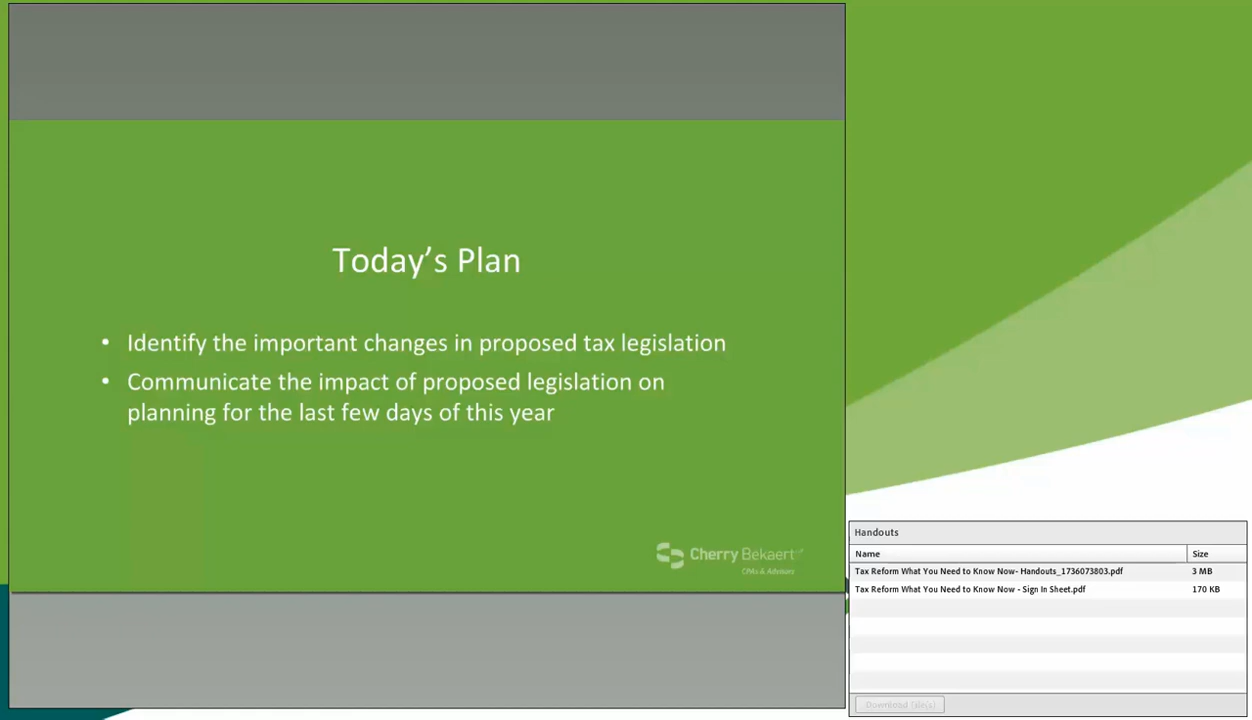 Today’s Plan
• Identify the important changes in proposed tax legislation
• Communicate the impact of proposed legislation on
planning for the last few days of this year
Cherry Bekaert LLP
CPAs & Advisors
Handouts
Name Size
Tax Reform What You Need to Know Now- Handouts_1736073803.pdf 3 MB
Tax Reform What You Need to Know Now - Sign In Sheet.pdf 170 KB
Download File(s)